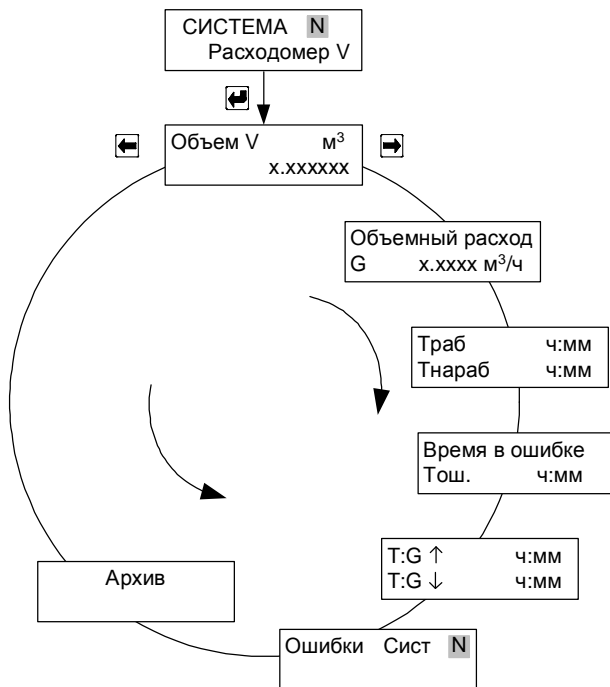 СИСТЕМА N
Расходомер V
Объем V м³
x.xxxxxx
Объемный расход
G x.xxxx м³/ч
Траб ч:мм
Тнараб ч:мм
Время в ошибке
Тош. ч:мм
T:G ↑ ч:мм
T:G ↓ ч:мм
Ошибки Сист N
Архив